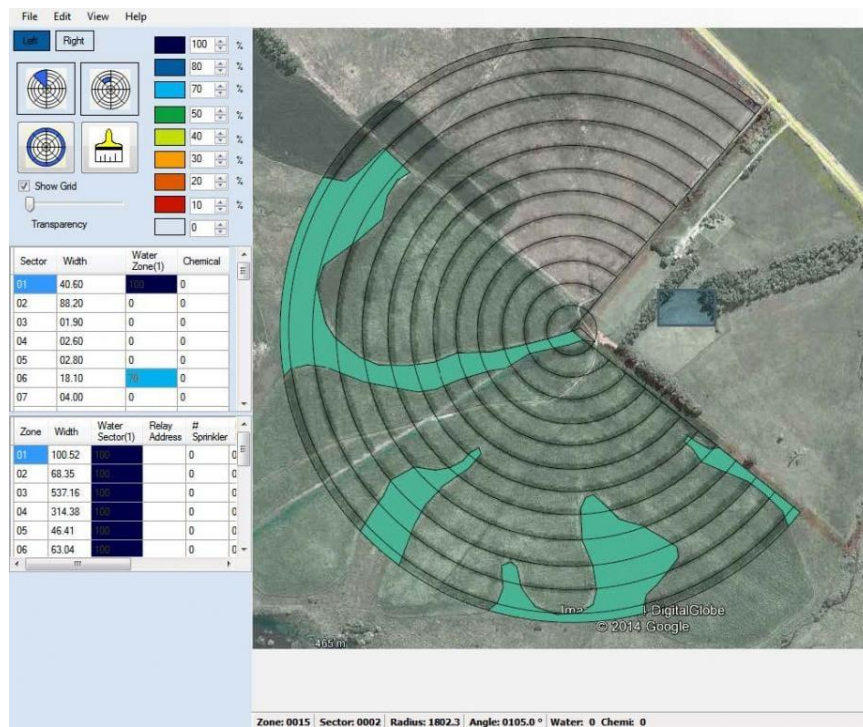 File Edit View Help
Left Right
100 %
80 %
70 %
50 %
40 %
30 %
20 %
10 %
0
Show Grid
Transparency
Sector Width Water Zone(1) Chemical
01 40.60 100 0
02 88.20 0 0
03 01.90 0 0
04 02.60 0 0
05 02.80 0 0
06 18.10 70 0
07 04.00 0 0
Zone Width Water Sector(1) Relay Address # Sprinkler
01 100.52 100 0 0
02 68.35 100 0 0
03 537.16 100 0 0
04 314.38 100 0 0
05 46.41 100 0 0
06 63.04 100 0 0
DigitalGlobe
© 2014 Google
465 m
Zone: 0015 Sector: 0002 Radius: 1802.3 Angle: 0105.0 ° Water: 0 Chemi: 0